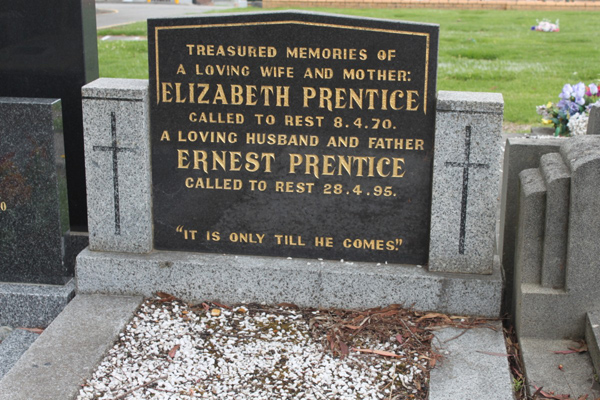 TREASURED MEMORIES OF
A LOVING WIFE AND MOTHER:
ELIZABETH PRENTICE
CALLED TO REST 8.4.70.
A LOVING HUSBAND AND FATHER
ERNEST PRENTICE
CALLED TO REST 28.4.95.
"IT IS ONLY TILL HE COMES."